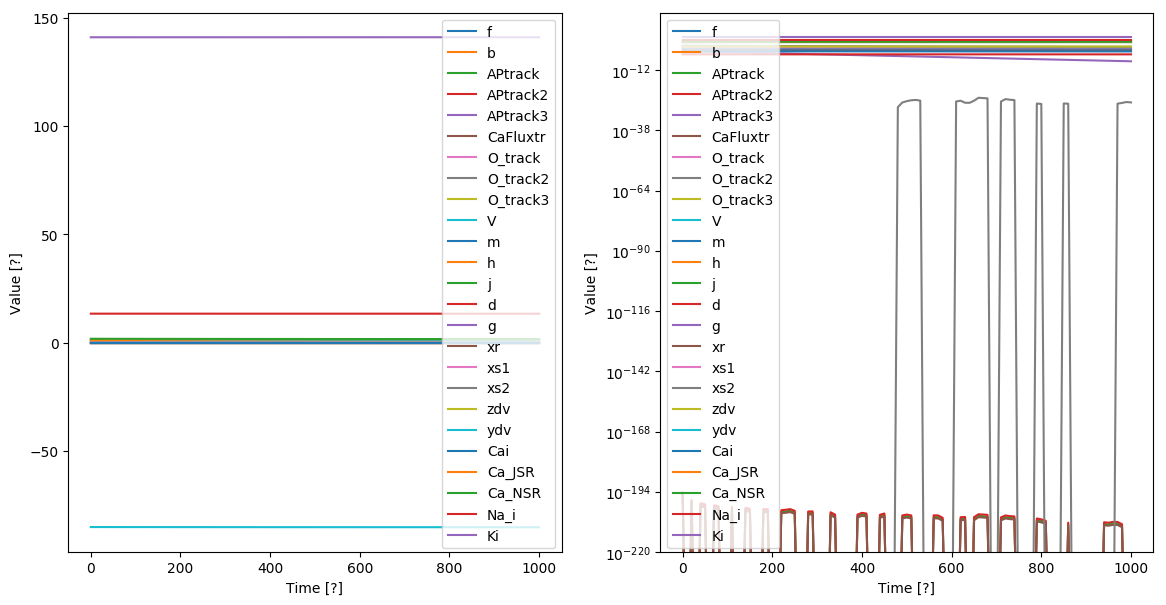 150
100
50
0
−50
Value [?]
0
200
400
600
800
1000
Time [?]
f
b
APtrack
APtrack2
APtrack3
CaFluxtr
O_track
O_track2
O_track3
V
m
h
j
d
g
xr
xs1
xs2
zdv
ydv
Cai
Ca_JSR
Ca_NSR
Na_i
Ki
10−12
10−38
10−64
10−90
10−116
10−142
10−168
10−194
10−220
Value [?]
0
200
400
600
800
1000
Time [?]
f
b
APtrack
APtrack2
APtrack3
CaFluxtr
O_track
O_track2
O_track3
V
m
h
j
d
g
xr
xs1
xs2
zdv
ydv
Cai
Ca_JSR
Ca_NSR
Na_i
Ki